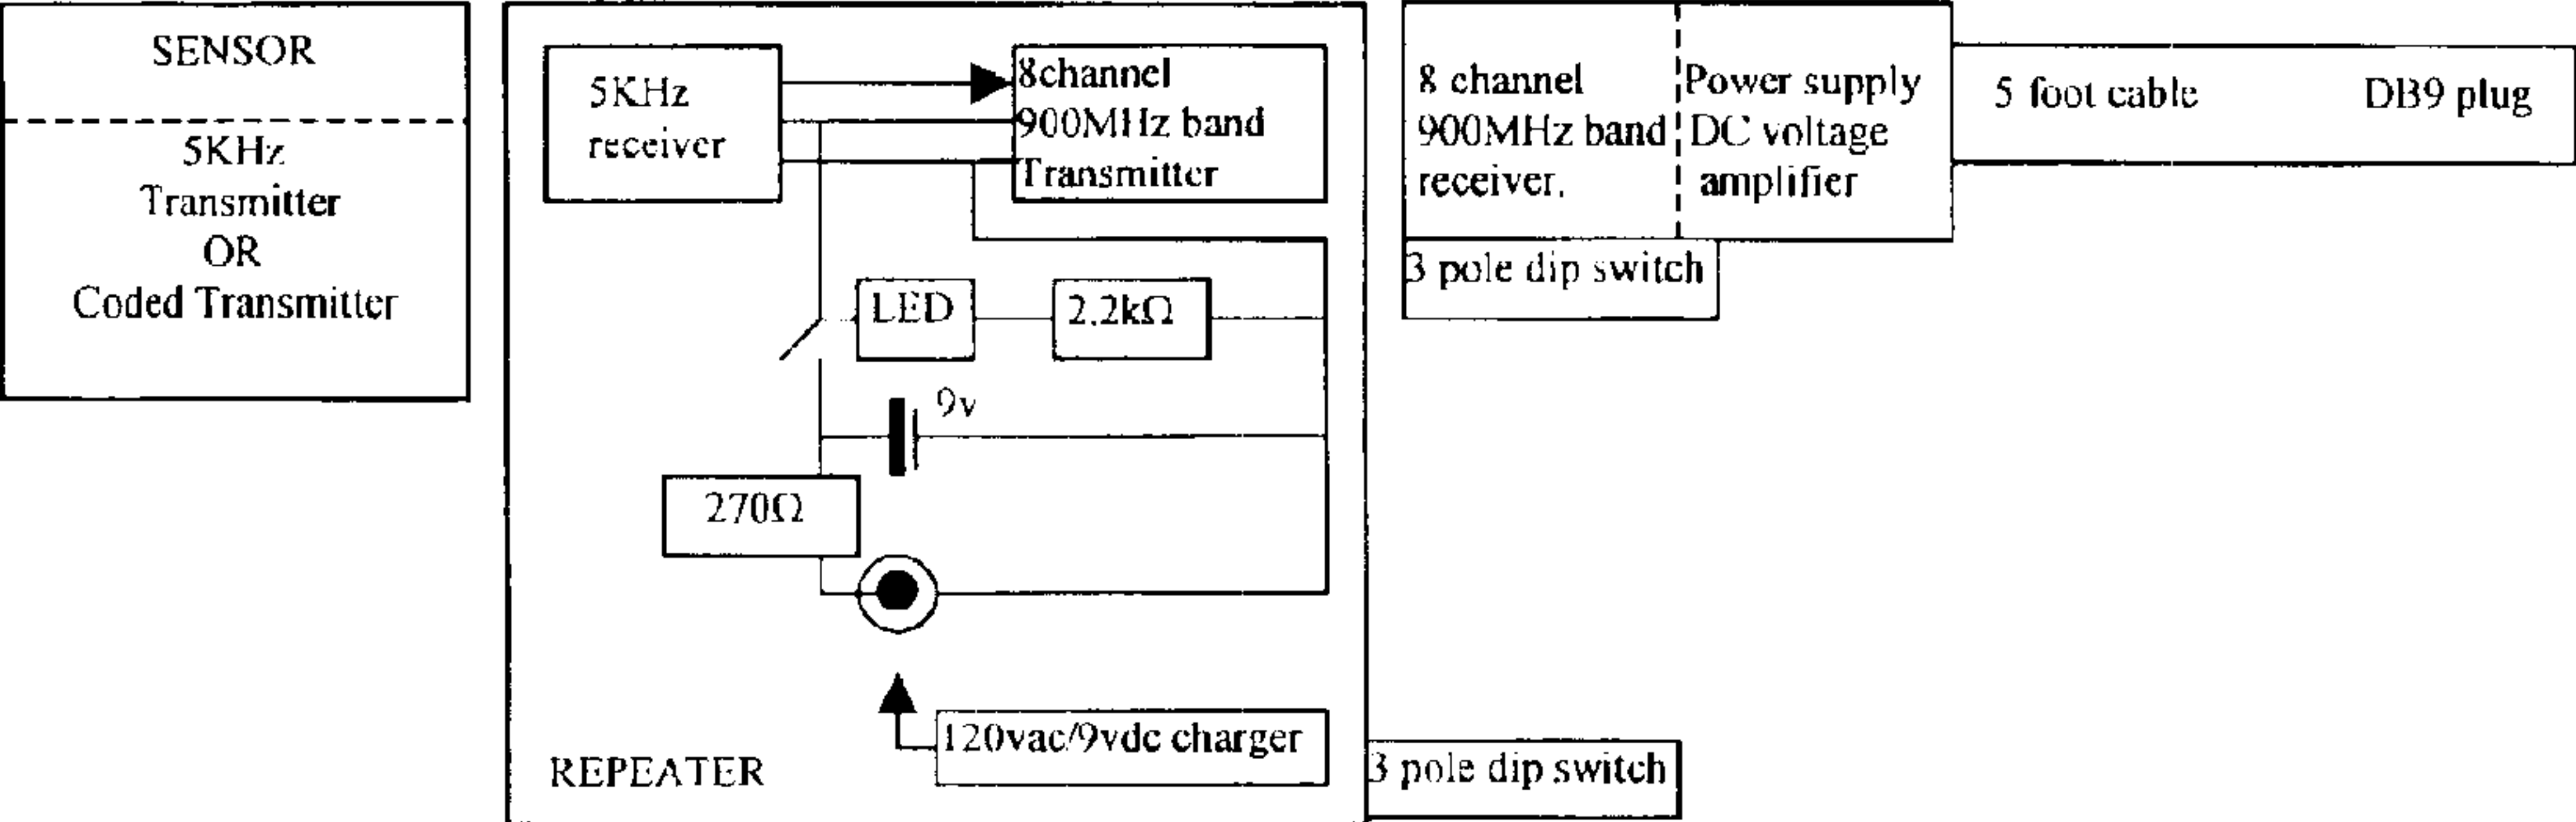 SENSOR
5KHz
Transmitter
OR
Coded Transmitter
5KHz
receiver
8channel
900MHz band
Transmitter
LED
2.2kΩ
9v
270Ω
120vac/9vdc charger
REPEATER
3 pole dip switch
8 channel
900MHz band
receiver.
Power supply
DC voltage
amplifier
3 pole dip switch
5 foot cable
DB9 plug